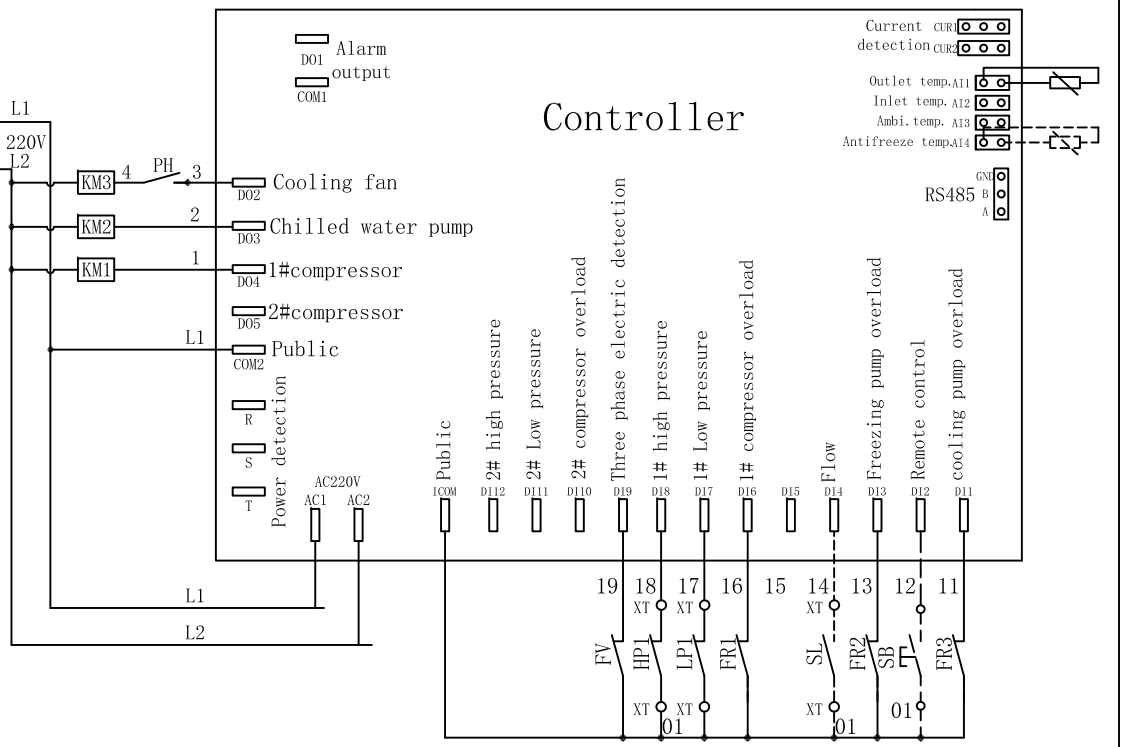 Controller
DO1
Alarm
output
COM1
Current
detection
CUR1
CUR2
Outlet temp.AI1
Inlet temp. AI2
Ambi.temp. AI3
Antifreeze temp.AI4
GND
RS485 B
A
L1
220V
L2
KM3 4 PH 3
DO2
Cooling fan
KM2 2
DO3
Chilled water pump
KM1 1
DO4
1#compressor
DO5
2#compressor
L1
COM2
Public
R
S
T
Power detection
AC220V
AC1 AC2
L1
L2
Public
2# high pressure
2# Low pressure
2# compressor overload
Three phase electric detection
1# high pressure
1# Low pressure
1# compressor overload
Flow
Freezing pump overload
Remote control
cooling pump overload
ICOM DI12 DI11 DI10 DI9 DI8 DI7 DI6 DI5 DI4 DI3 DI2 DI1
19 18 17 16 15 14 13 12 11
XT XT XT
FV HP1 LP1 FR1 SL FR2 SB FR3
XT XT XT
01 01 01